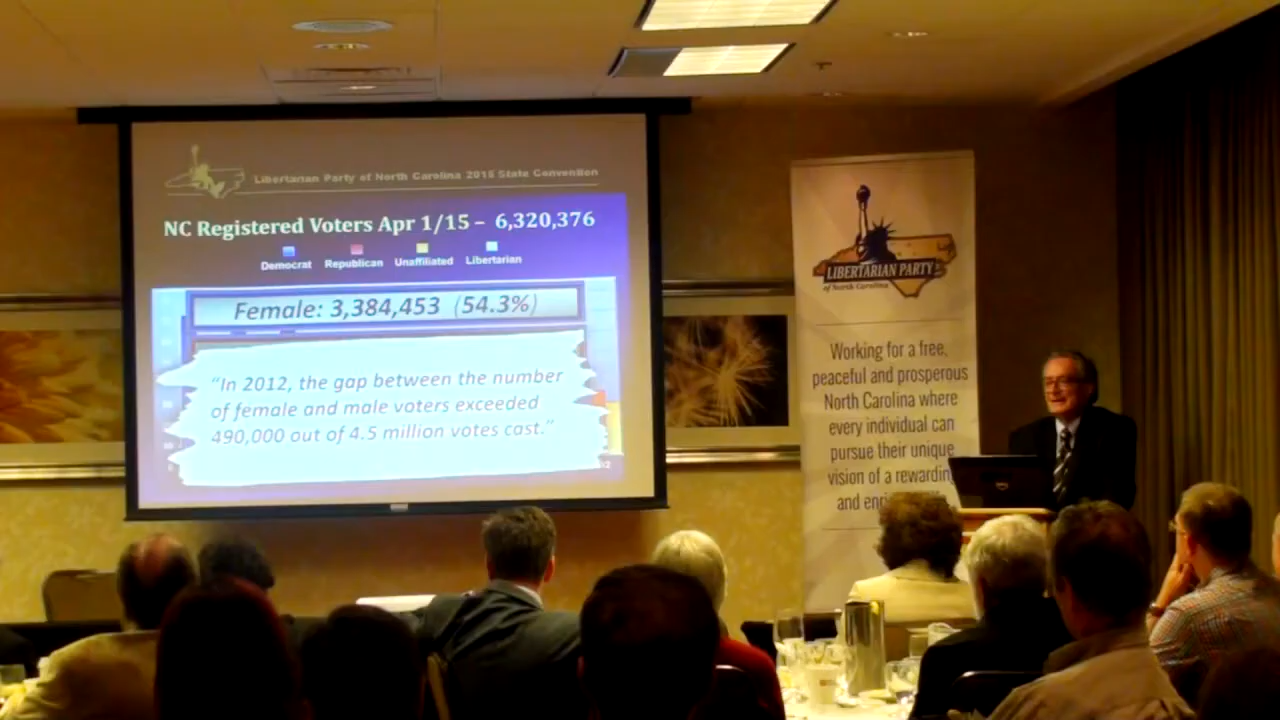 Libertarian Party of North Carolina 2015 State Convention
NC Registered Voters Apr 1/15 – 6,320,376
Democrat Republican Unaffiliated Libertarian
Female: 3,384,453 (54.3%)
“In 2012, the gap between the number
of female and male voters exceeded
490,000 out of 4.5 million votes cast.”
LIBERTARIAN PARTY
of North Carolina
Working for a free,
peaceful and prosperous
North Carolina where
every individual can
pursue their unique
vision of a rewarding
and